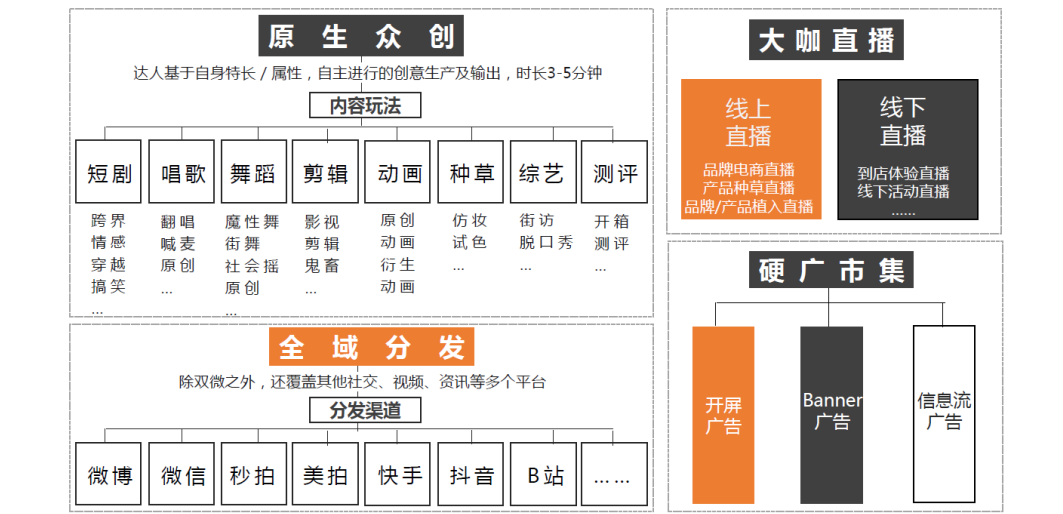 原生众创
达人基于自身特长/属性，自主进行的创意生产及输出，时长3-5分钟
内容玩法
短剧
唱歌
舞蹈
剪辑
动画
种草
综艺
测评
跨界
情感
穿越
搞笑
...
翻唱
喊麦
原创
...
魔性舞
街舞
社会摇
原创
...
影视
剪辑
鬼畜
...
原创
动画
衍生
动画
仿妆
试色
...
街访
脱口秀
...
开箱
测评
...
全域分发
除双微之外，还覆盖其他社交、视频、资讯等多个平台
分发渠道
微博
微信
秒拍
美拍
快手
抖音
B站
……
大咖直播
线上
直播
品牌电商直播
产品种草直播
品牌/产品植入直播
线下
直播
到店体验直播
线下活动直播
……
硬广市集
开屏
广告
Banner
广告
信息流
广告